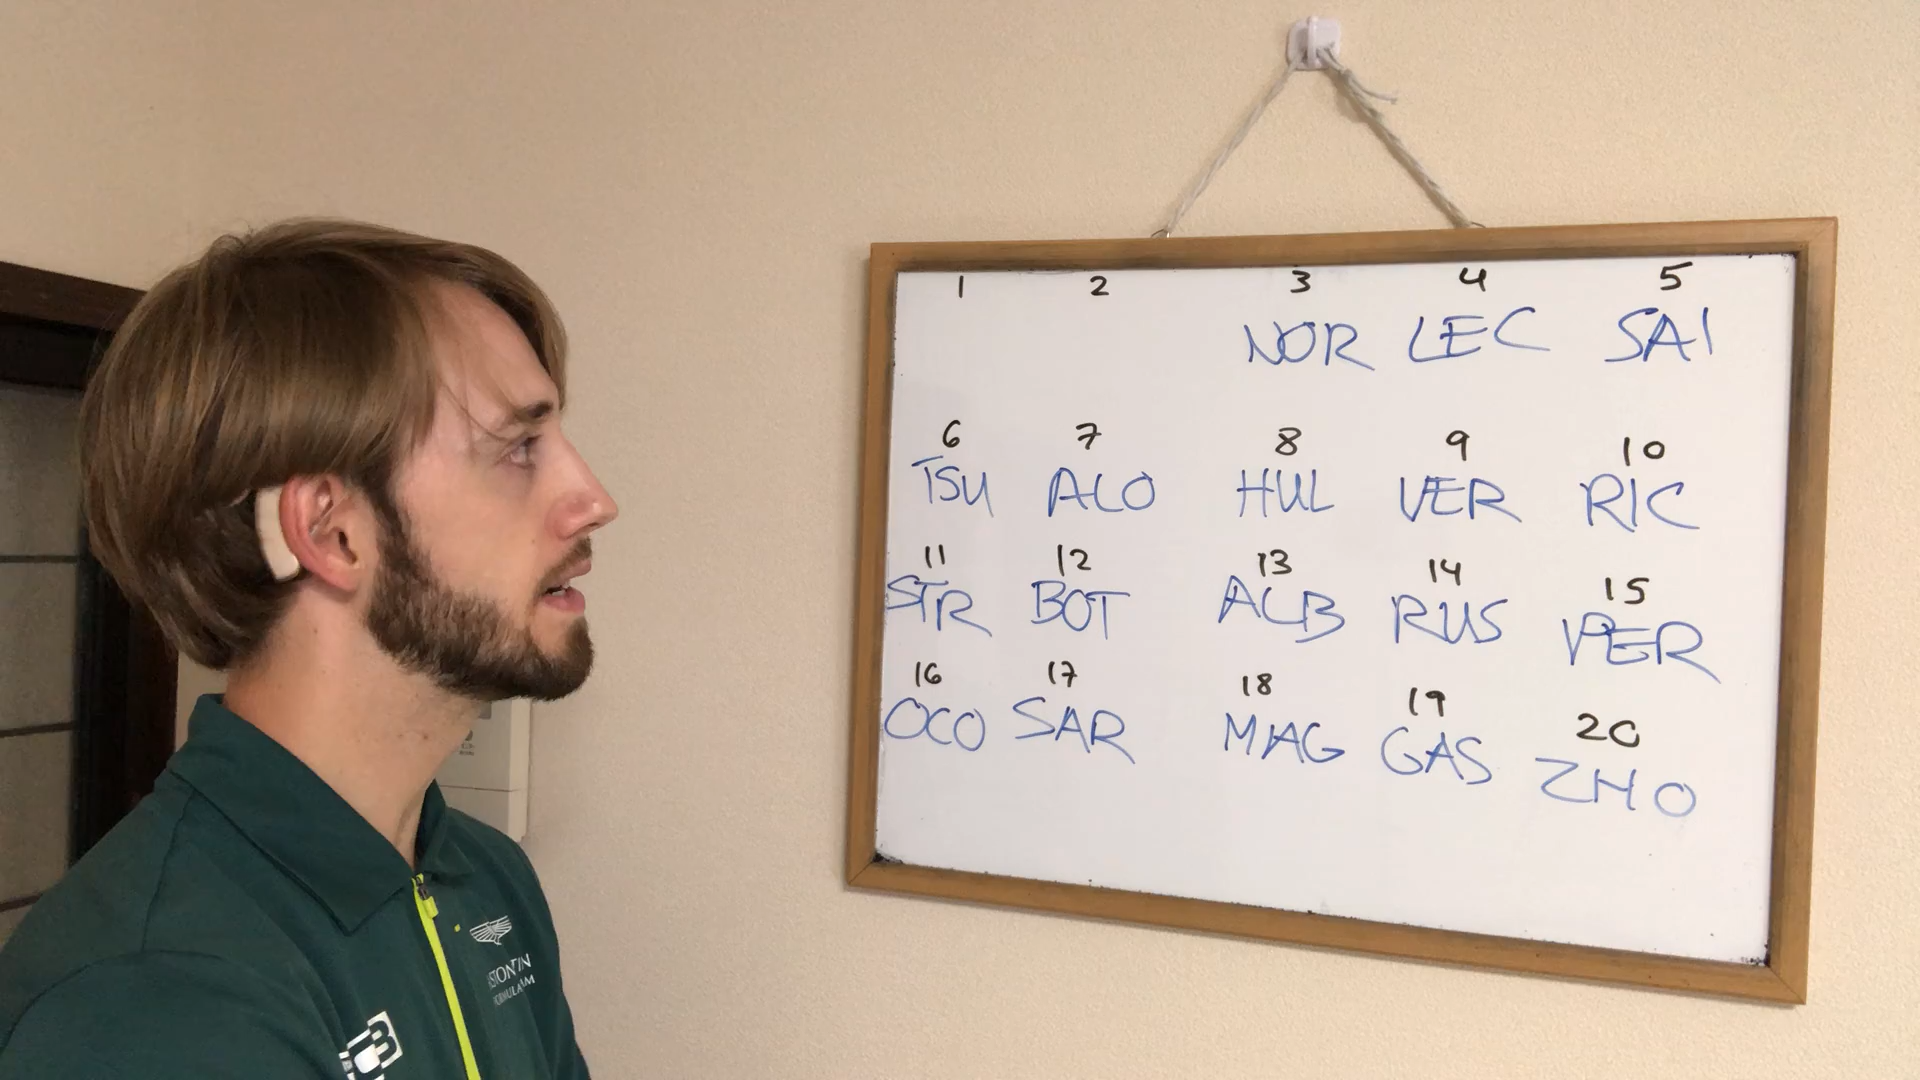 1 2 3 4 5
NOR LEC SAI
6 7 8 9 10
TSU ALO HUL VER RIC
11 12 13 14 15
STR BOT ALB RUS PER
16 17 18 19 20
OCO SAR MAG GAS ZHO